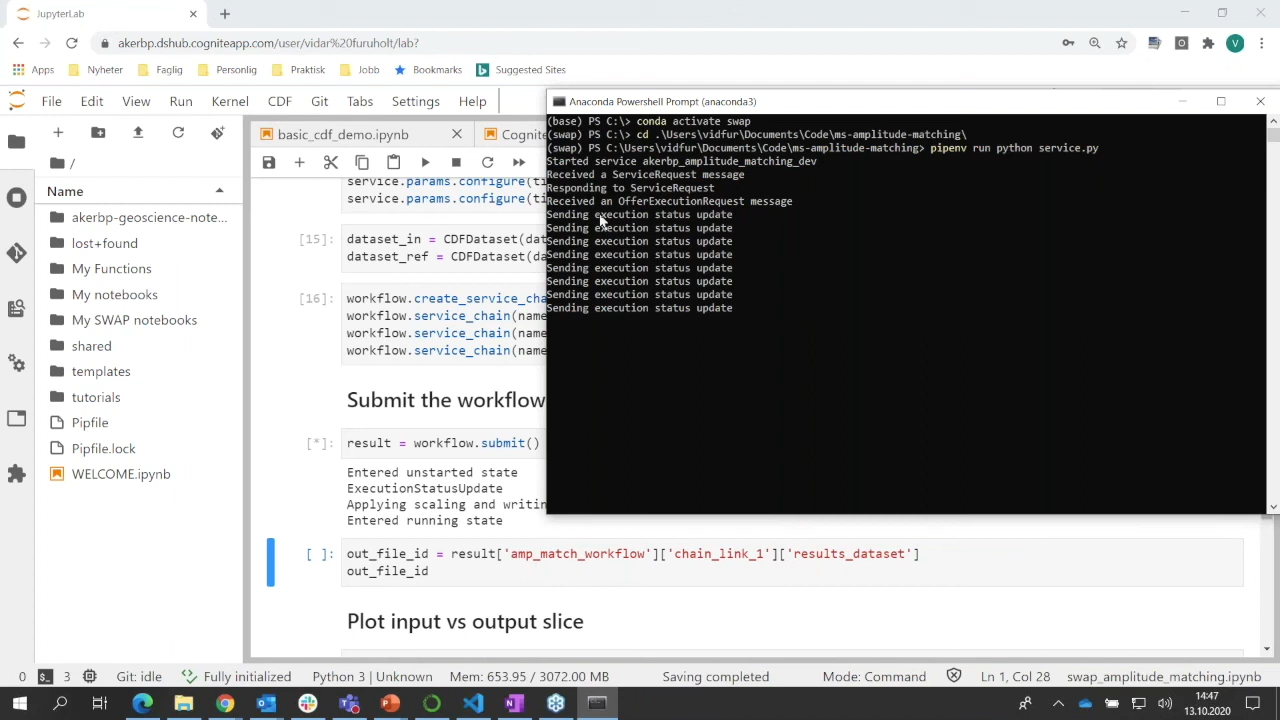 JupyterLab
akerbp.dshub.cogniteapp.com/user/vidar%20furuholt/lab?
V
Apps Nyheter Faglig Personlig Praktisk Jobb Bookmarks Suggested Sites
File Edit View Run Kernel CDF Git Tabs Settings Help
Anaconda Powershell Prompt (anaconda3)
(base) PS C:\> conda activate swap
(swap) PS C:\> cd .\Users\vidfur\Documents\Code\ms-amplitude-matching\
(swap) PS C:\Users\vidfur\Documents\Code\ms-amplitude-matching> pipenv run python service.py
Started service akerbp_amplitude_matching_dev
Received a ServiceRequest message
Responding to ServiceRequest
Received an OfferExecutionRequest message
Sending execution status update
Sending execution status update
Sending execution status update
Sending execution status update
Sending execution status update
Sending execution status update
Sending execution status update
Sending execution status update
/
Name
akerbp-geoscience-note...
lost+found
My Functions
My notebooks
My SWAP notebooks
shared
templates
tutorials
Pipfile
Pipfile.lock
WELCOME.ipynb
basic_cdf_demo.ipynb
Cognite
service.params.configure(ti
service.params.configure(ti
[15]: dataset_in = CDFDataset(dat
dataset_ref = CDFDataset(da
[16]: workflow.create_service_cha
workflow.service_chain(name
workflow.service_chain(name
workflow.service_chain(name
Submit the workflow
[*]: result = workflow.submit()
Entered unstarted state
ExecutionStatusUpdate
Applying scaling and writin
Entered running state
[ ]: out_file_id = result['amp_match_workflow']['chain_link_1']['results_dataset']
out_file_id
Plot input vs output slice
0 3 Git: idle Fully initialized Python 3 | Unknown Mem: 653.95 / 3072.00 MB Saving completed Mode: Command Ln 1, Col 28 swap_amplitude_matching.ipynb
14:47
13.10.2020